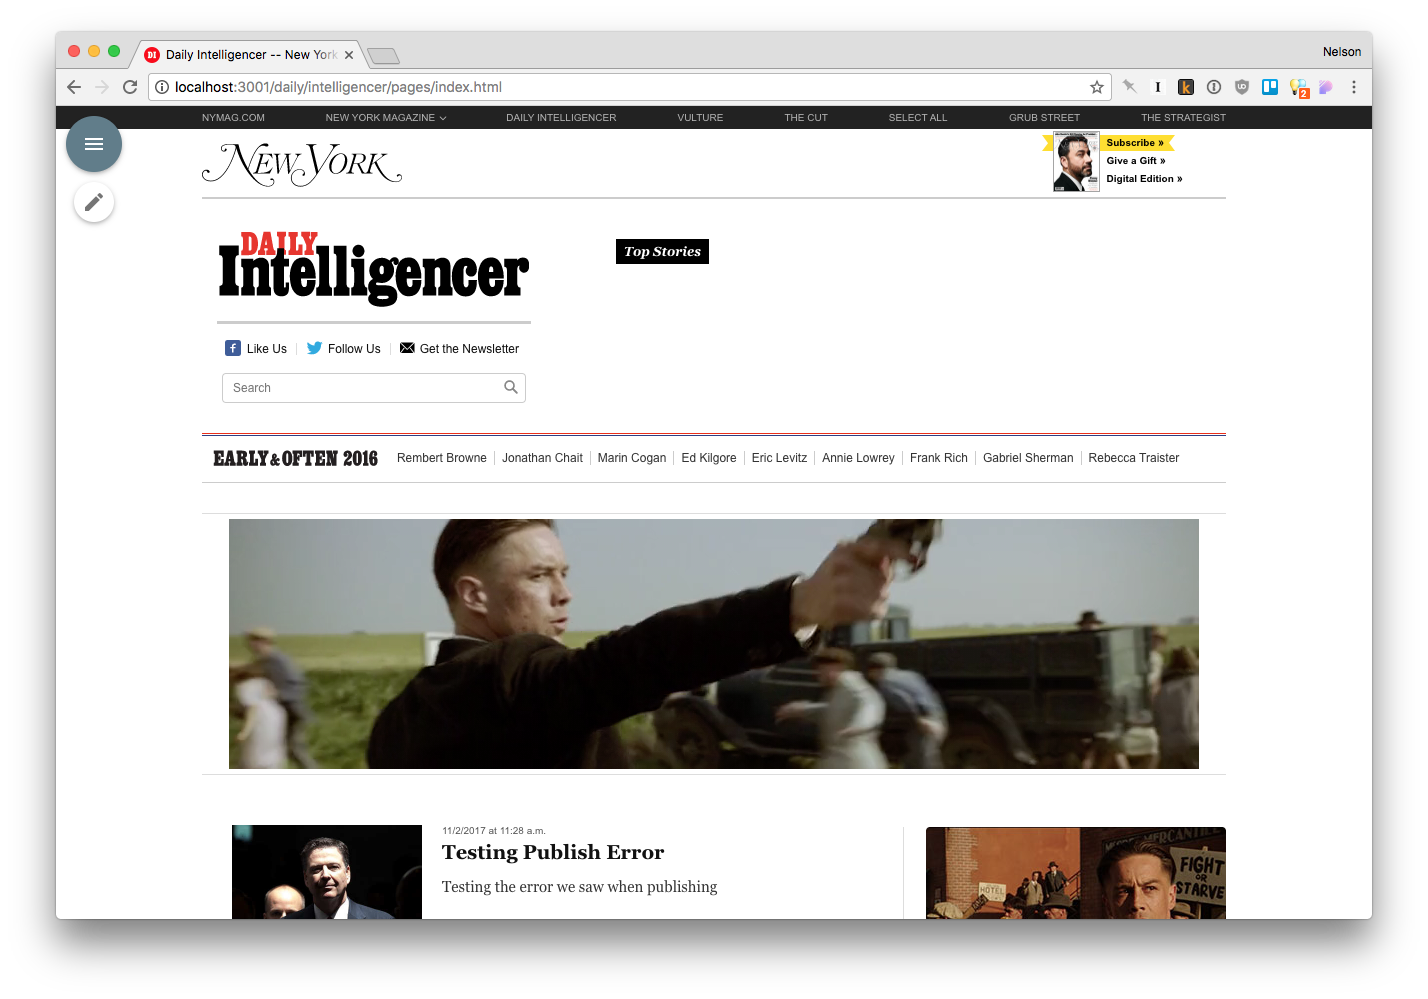 DI Daily Intelligencer -- New York
Nelson
localhost:3001/daily/intelligencer/pages/index.html
2
NYMAG.COM NEW YORK MAGAZINE DAILY INTELLIGENCER VULTURE THE CUT SELECT ALL GRUB STREET THE STRATEGIST
NEW YORK
Subscribe »
Give a Gift »
Digital Edition »
DAILY
Intelligencer
Top Stories
Like Us Follow Us Get the Newsletter
Search
EARLY & OFTEN 2016 Rembert Browne Jonathan Chait Marin Cogan Ed Kilgore Eric Levitz Annie Lowrey Frank Rich Gabriel Sherman Rebecca Traister
11/2/2017 at 11:28 a.m.
Testing Publish Error
Testing the error we saw when publishing
MERCANTILE
FIGHT
OR
STARVE
HOTEL